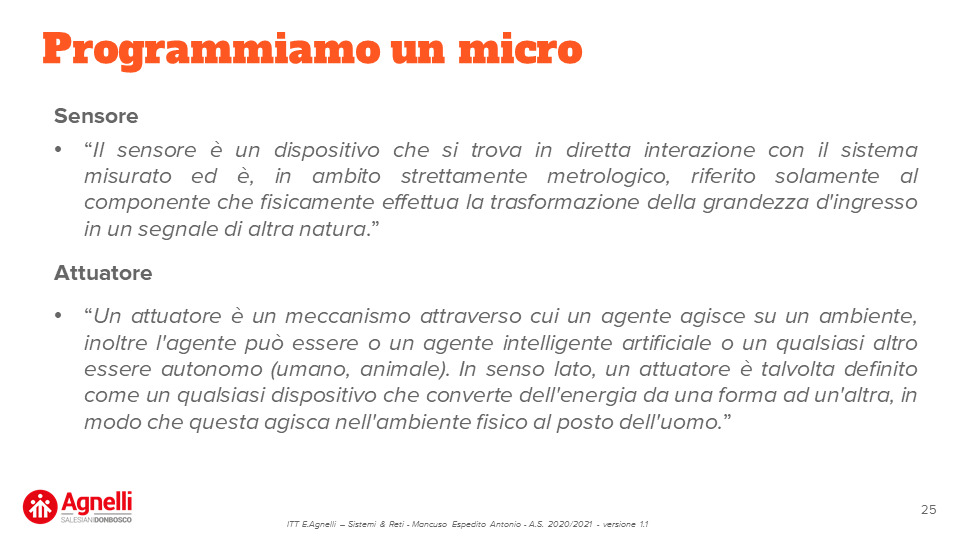 Programmiamo un micro
Sensore
• “Il sensore è un dispositivo che si trova in diretta interazione con il sistema
misurato ed è, in ambito strettamente metrologico, riferito solamente al
componente che fisicamente effettua la trasformazione della grandezza d'ingresso
in un segnale di altra natura.”
Attuatore
• “Un attuatore è un meccanismo attraverso cui un agente agisce su un ambiente,
inoltre l'agente può essere o un agente intelligente artificiale o un qualsiasi altro
essere autonomo (umano, animale). In senso lato, un attuatore è talvolta definito
come un qualsiasi dispositivo che converte dell'energia da una forma ad un'altra, in
modo che questa agisca nell'ambiente fisico al posto dell'uomo.”
Agnelli
SALESIANIDONBOSCO
ITT E.Agnelli – Sistemi & Reti - Mancuso Espedito Antonio - A.S. 2020/2021 - versione 1.1
25